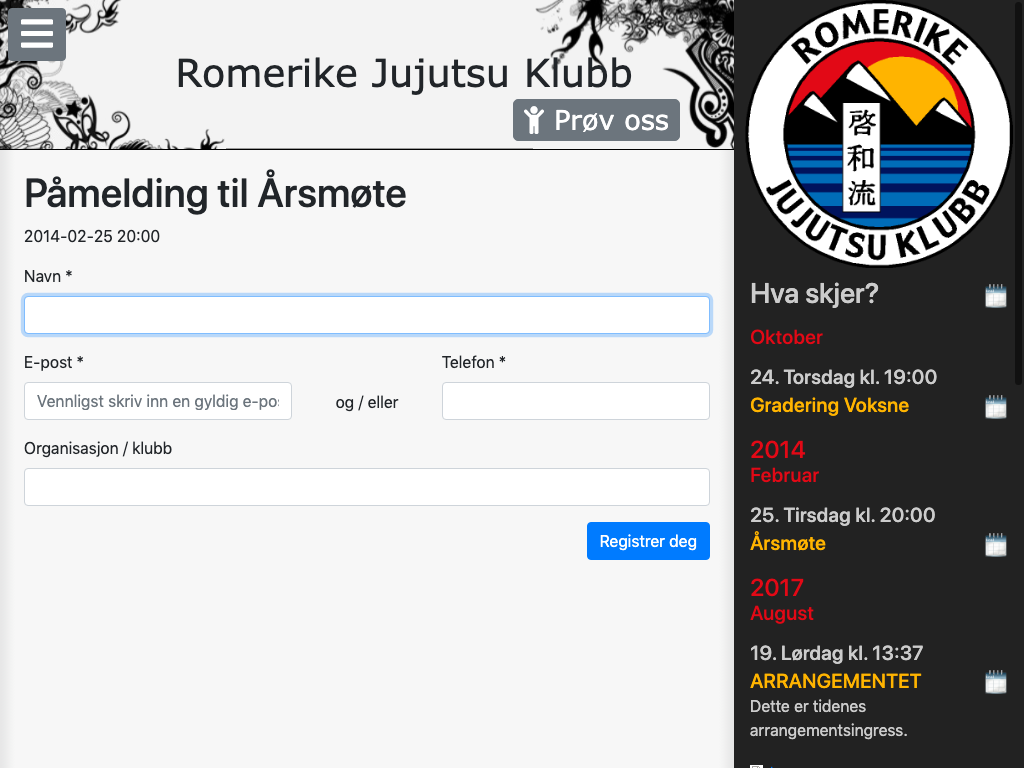 Romerike Jujutsu Klubb
Prøv oss
Påmelding til Årsmøte
2014-02-25 20:00
Navn *
E-post *
Telefon *
Vennligst skriv inn en gyldig e-po
og / eller
Organisasjon / klubb
Registrer deg
ROMERIKE
啓和流
JUJUTSU KLUBB
Hva skjer?
Oktober
24. Torsdag kl. 19:00
Gradering Voksne
2014
Februar
25. Tirsdag kl. 20:00
Årsmøte
2017
August
19. Lørdag kl. 13:37
ARRANGEMENTET
Dette er tidenes
arrangementsingress.